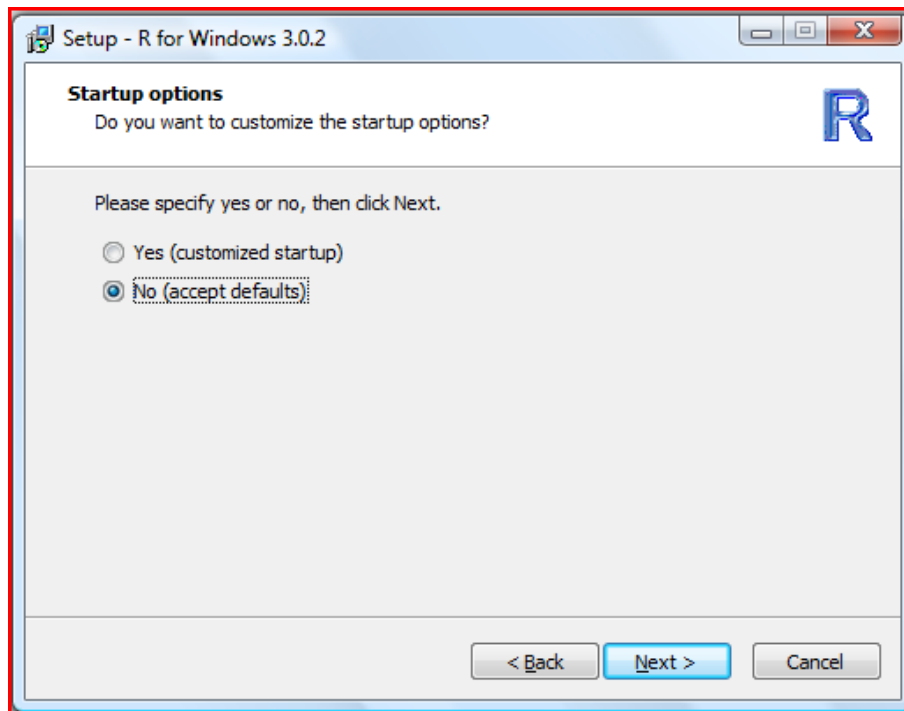 Setup - R for Windows 3.0.2
Startup options
Do you want to customize the startup options?
R
Please specify yes or no, then click Next.
Yes (customized startup)
No (accept defaults)
< Back Next > Cancel